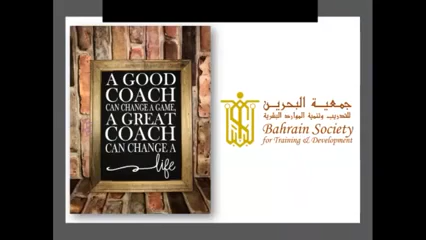 A GOOD
COACH
CAN CHANGE A GAME,
A GREAT
COACH
CAN CHANGE A
life
جمعية البحرين
للتدريب وتنمية الموارد البشرية
Bahrain Society
for Training & Development